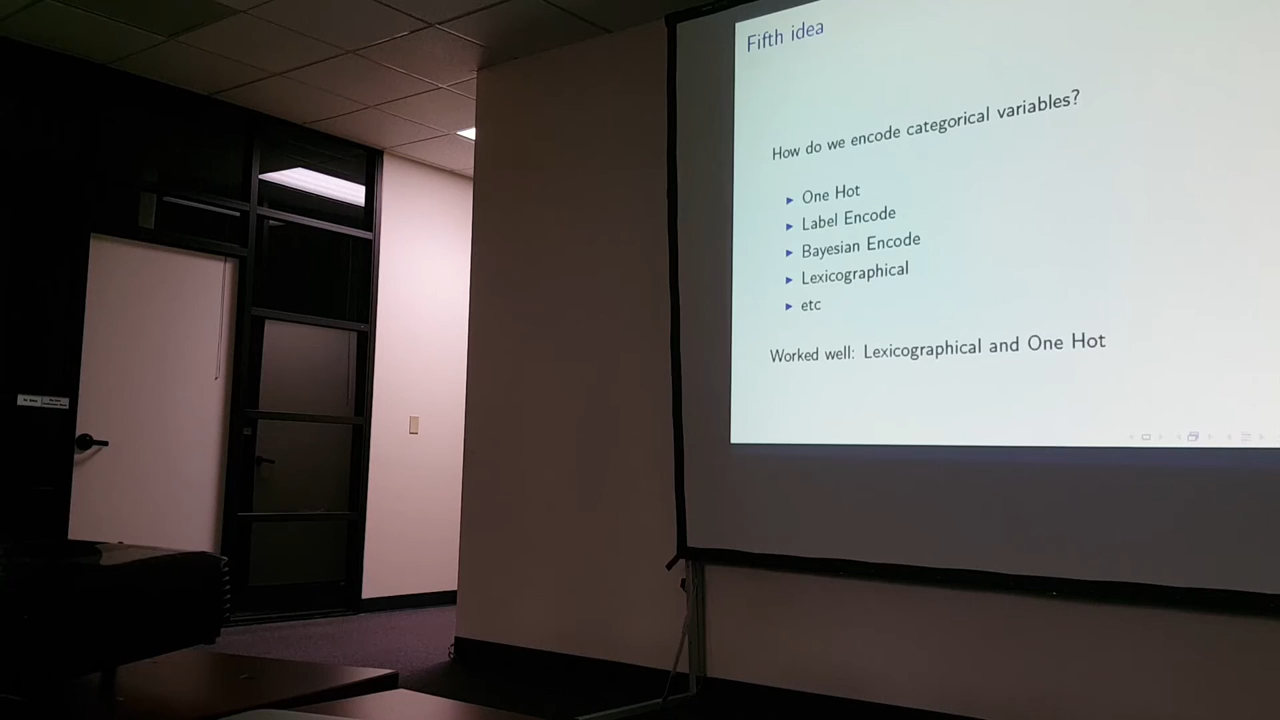 Fifth idea
How do we encode categorical variables?
One Hot
Label Encode
Bayesian Encode
Lexicographical
etc
Worked well: Lexicographical and One Hot